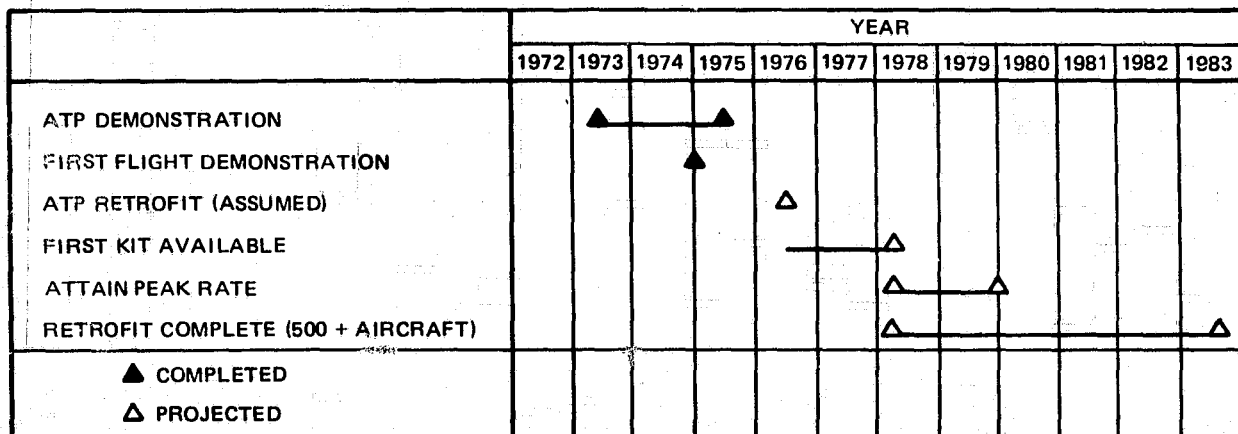 YEAR
1972 1973 1974 1975 1976 1977 1978 1979 1980 1981 1982 1983
ATP DEMONSTRATION
FIRST FLIGHT DEMONSTRATION
ATP RETROFIT (ASSUMED)
FIRST KIT AVAILABLE
ATTAIN PEAK RATE
RETROFIT COMPLETE (500 + AIRCRAFT)
▲ COMPLETED
△ PROJECTED